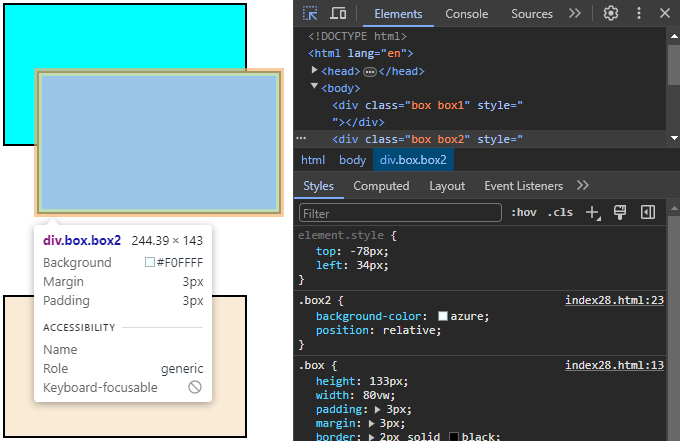 Elements Console Sources
<!DOCTYPE html>
<html lang="en">
<head>…</head>
<body>
<div class="box box1" style="
"></div>
… <div class="box box2" style="
html body div.box.box2
Styles Computed Layout Event Listeners
Filter :hov .cls
element.style {
top: -78px;
left: 34px;
}
.box2 { index28.html:23
background-color: azure;
position: relative;
}
.box { index28.html:13
height: 133px;
width: 80vw;
padding: 3px;
margin: 3px;
border: 2px solid black;
div.box.box2 244.39 × 143
Background #F0FFFF
Margin 3px
Padding 3px
ACCESSIBILITY
Name
Role generic
Keyboard-focusable